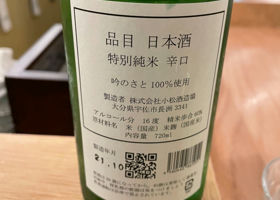 品目 日本酒
特別純米 辛口
吟のさと 100%使用
製造者 株式会社小松酒造場
大分県宇佐市長洲3341
アルコール分 16度 精米歩合 60%
原材料名 米(国産)米麹(国産米)
内容量 720ml
製造年月
21.10